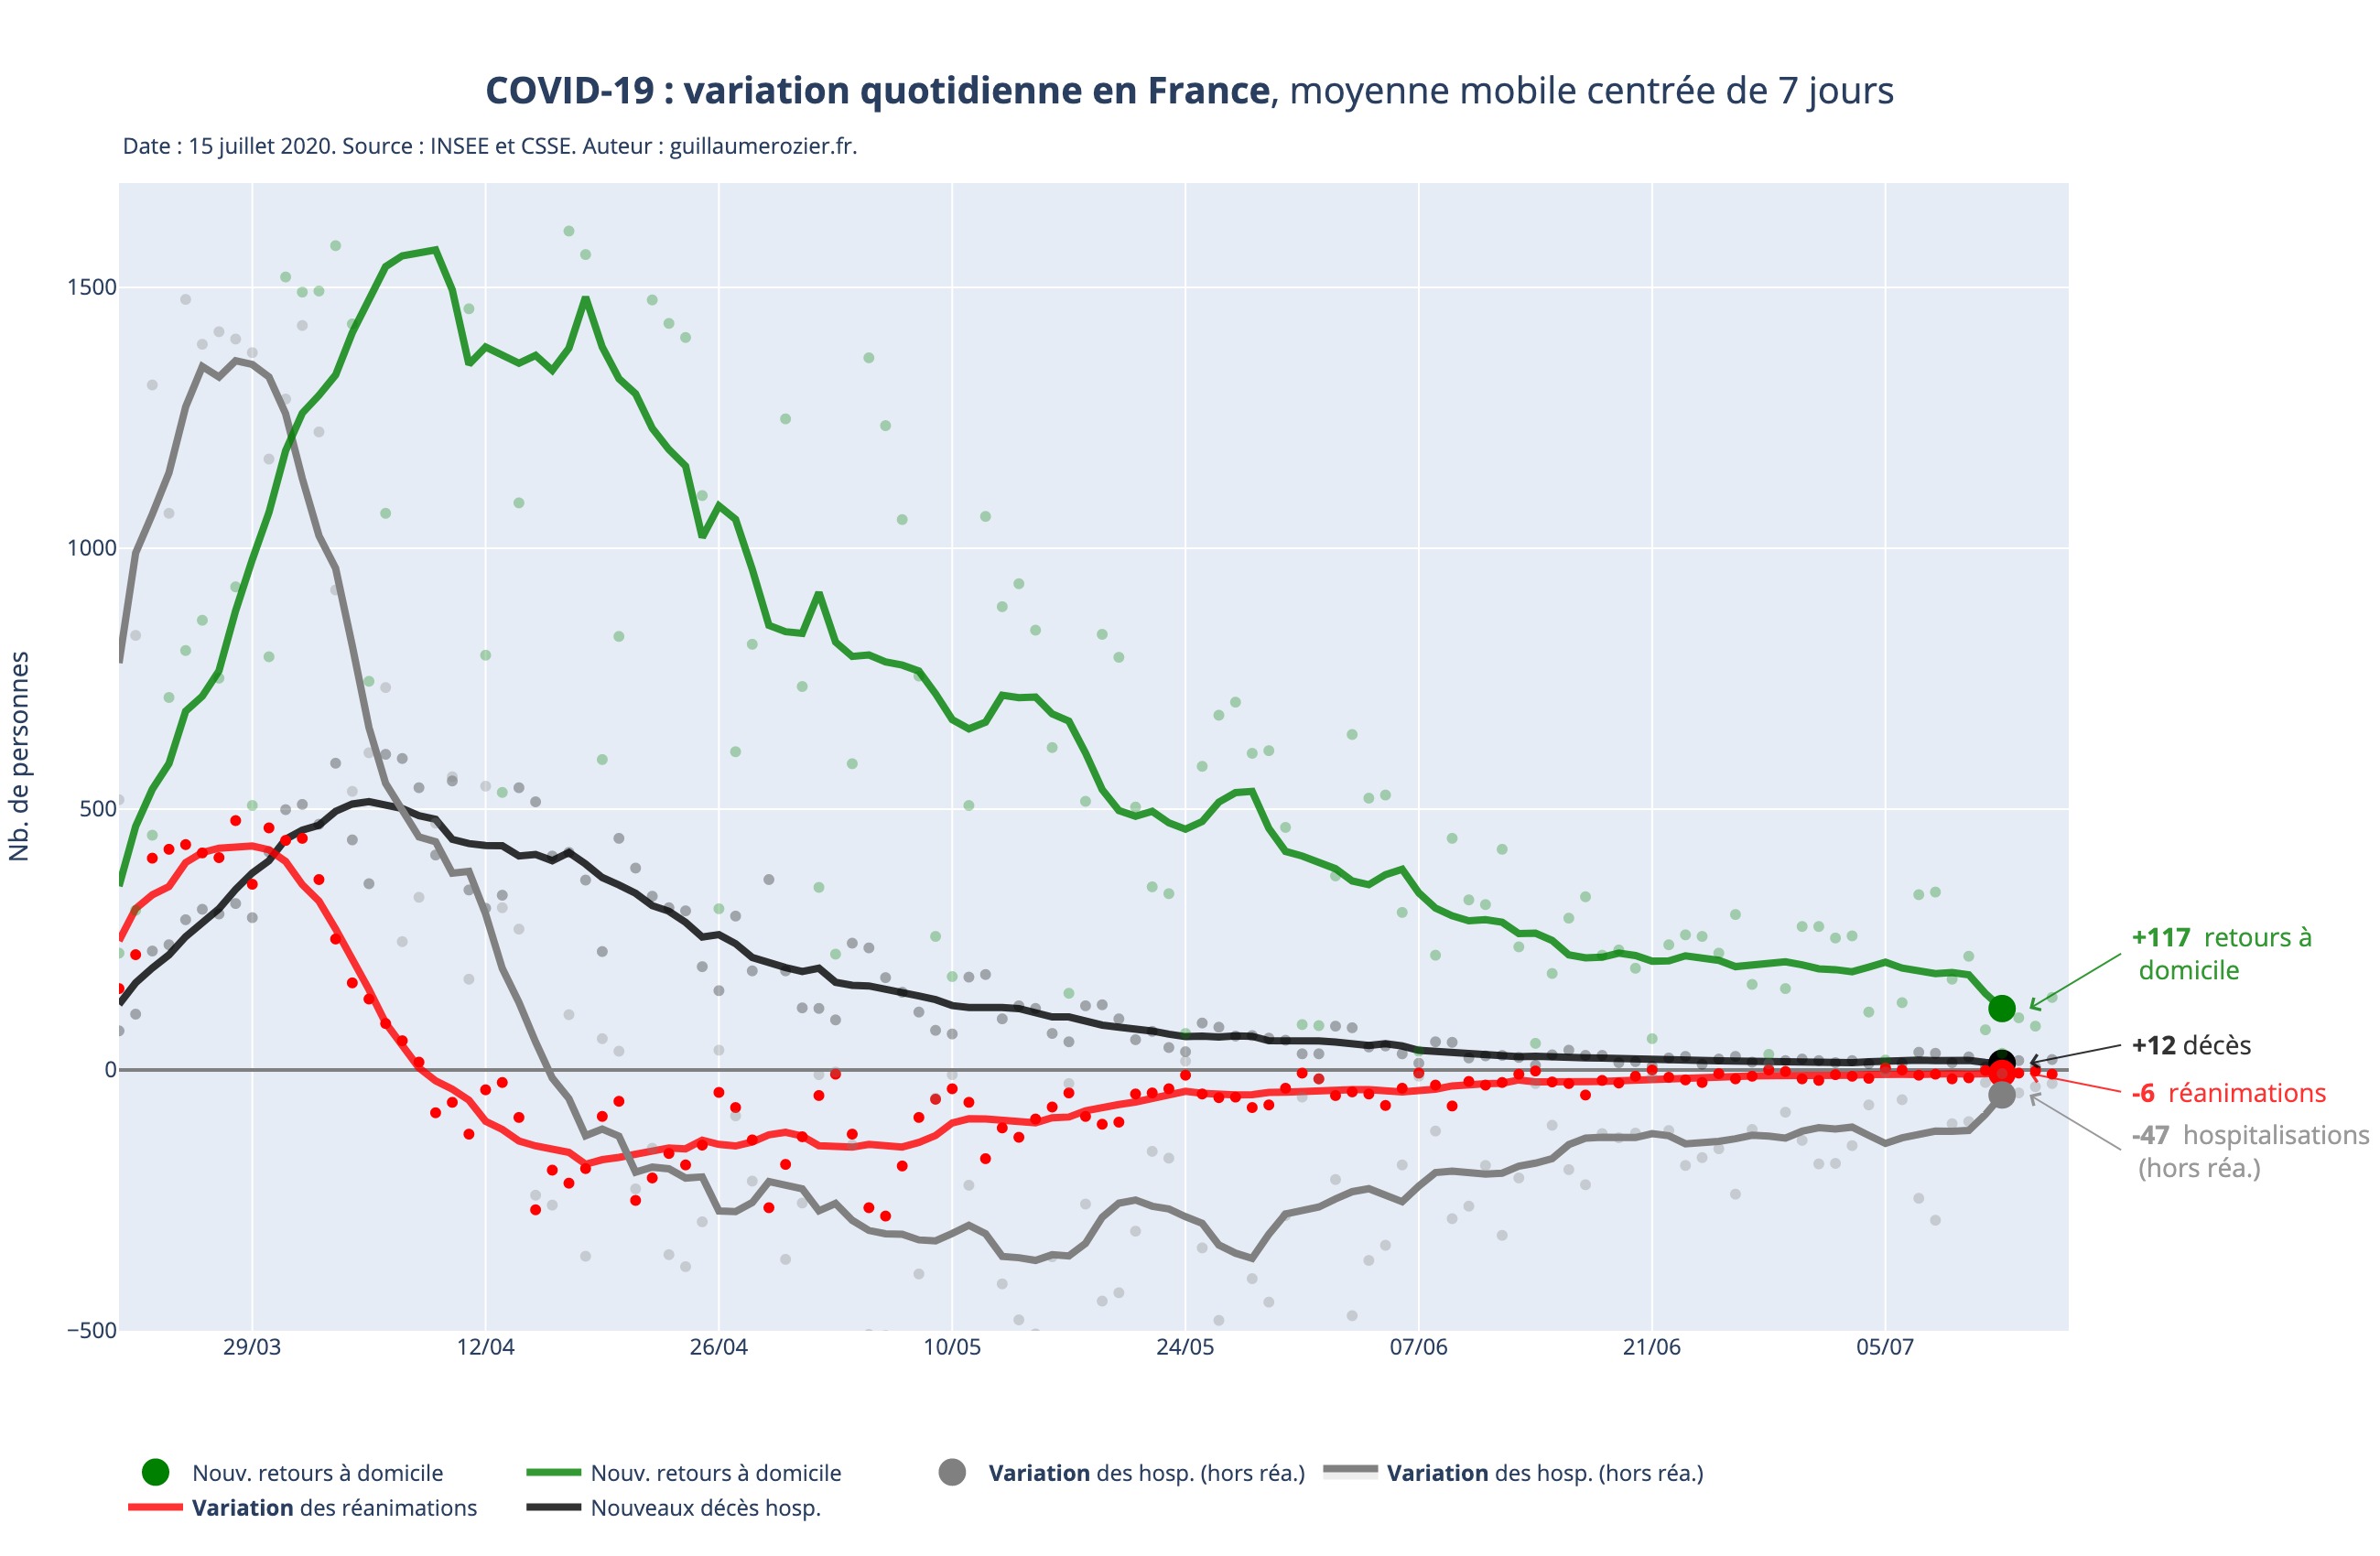 COVID-19 : variation quotidienne en France, moyenne mobile centrée de 7 jours
Date : 15 juillet 2020. Source : INSEE et CSSE. Auteur : guillaumerozier.fr.
Nb. de personnes
1500
1000
500
0
−500
29/03
12/04
26/04
10/05
24/05
07/06
21/06
05/07
+117 retours à
domicile
+12 décès
-6 réanimations
-47 hospitalisations
(hors réa.)
Nouv. retours à domicile
Nouv. retours à domicile
Variation des hosp. (hors réa.)
Variation des hosp. (hors réa.)
Variation des réanimations
Nouveaux décès hosp.